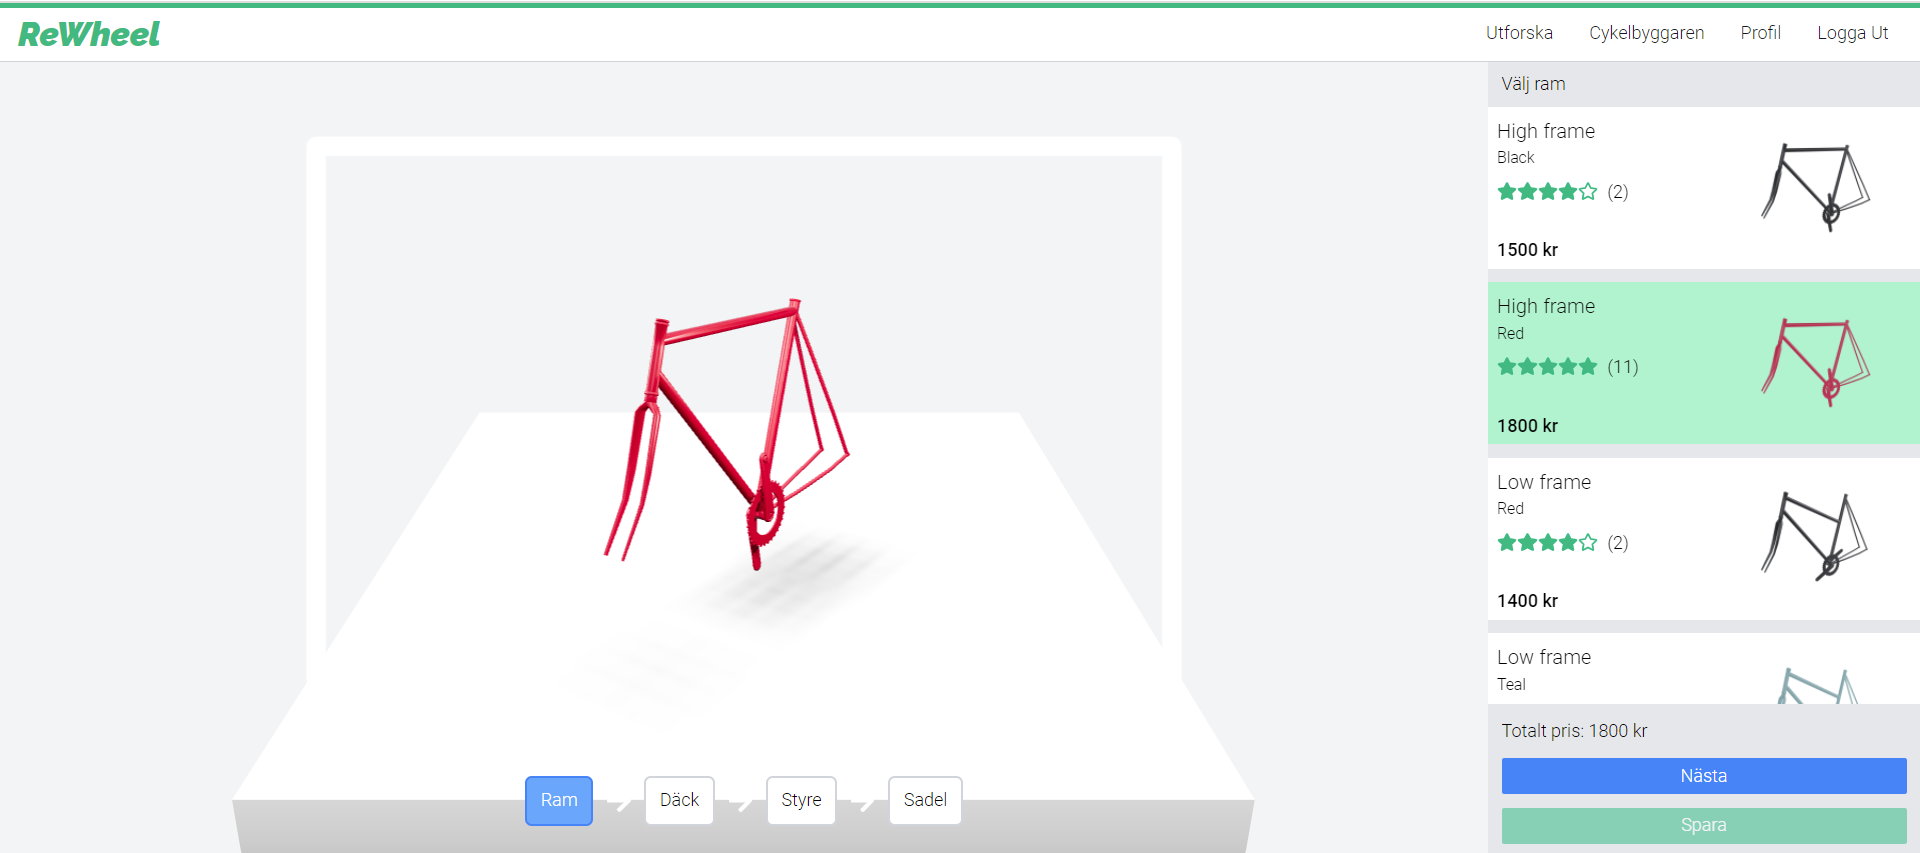 ReWheel
Utforska Cykelbyggaren Profil Logga Ut
Välj ram
High frame
Black
(2)
1500 kr
High frame
Red
(11)
1800 kr
Low frame
Red
(2)
1400 kr
Low frame
Teal
Totalt pris: 1800 kr
Nästa
Spara
Ram Däck Styre Sadel